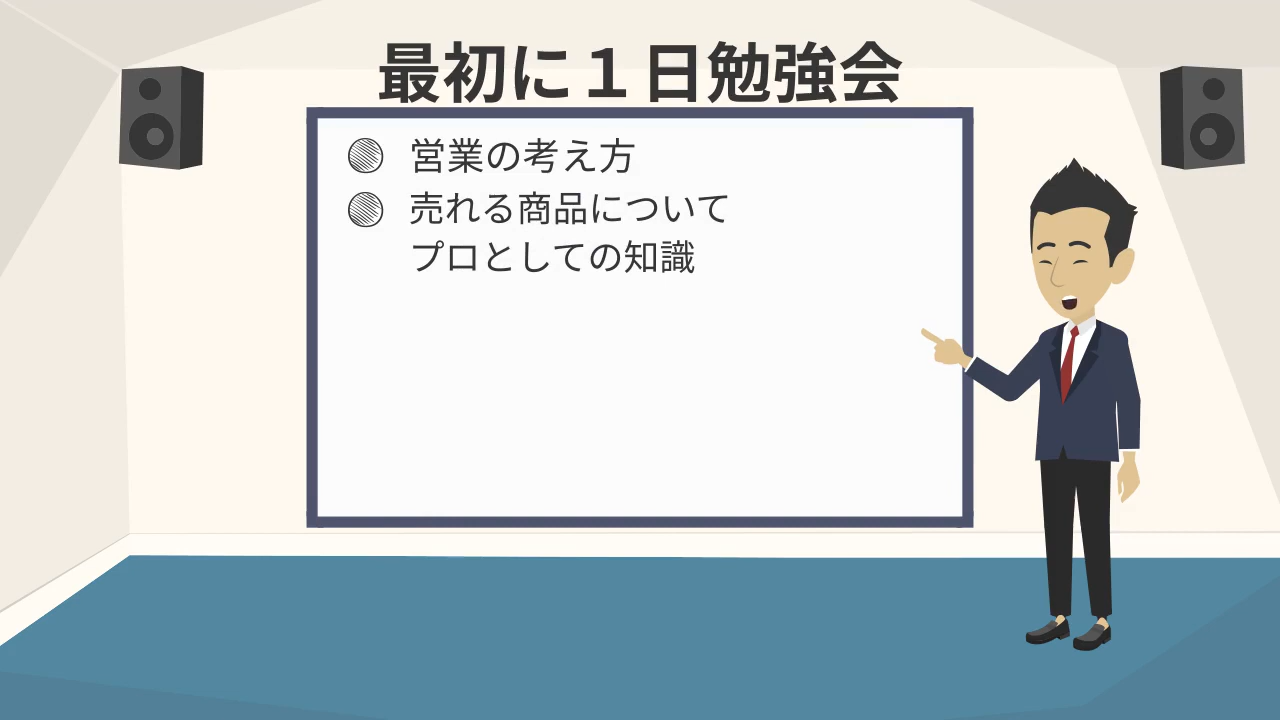 最初に１日勉強会
営業の考え方
売れる商品について
プロとしての知識